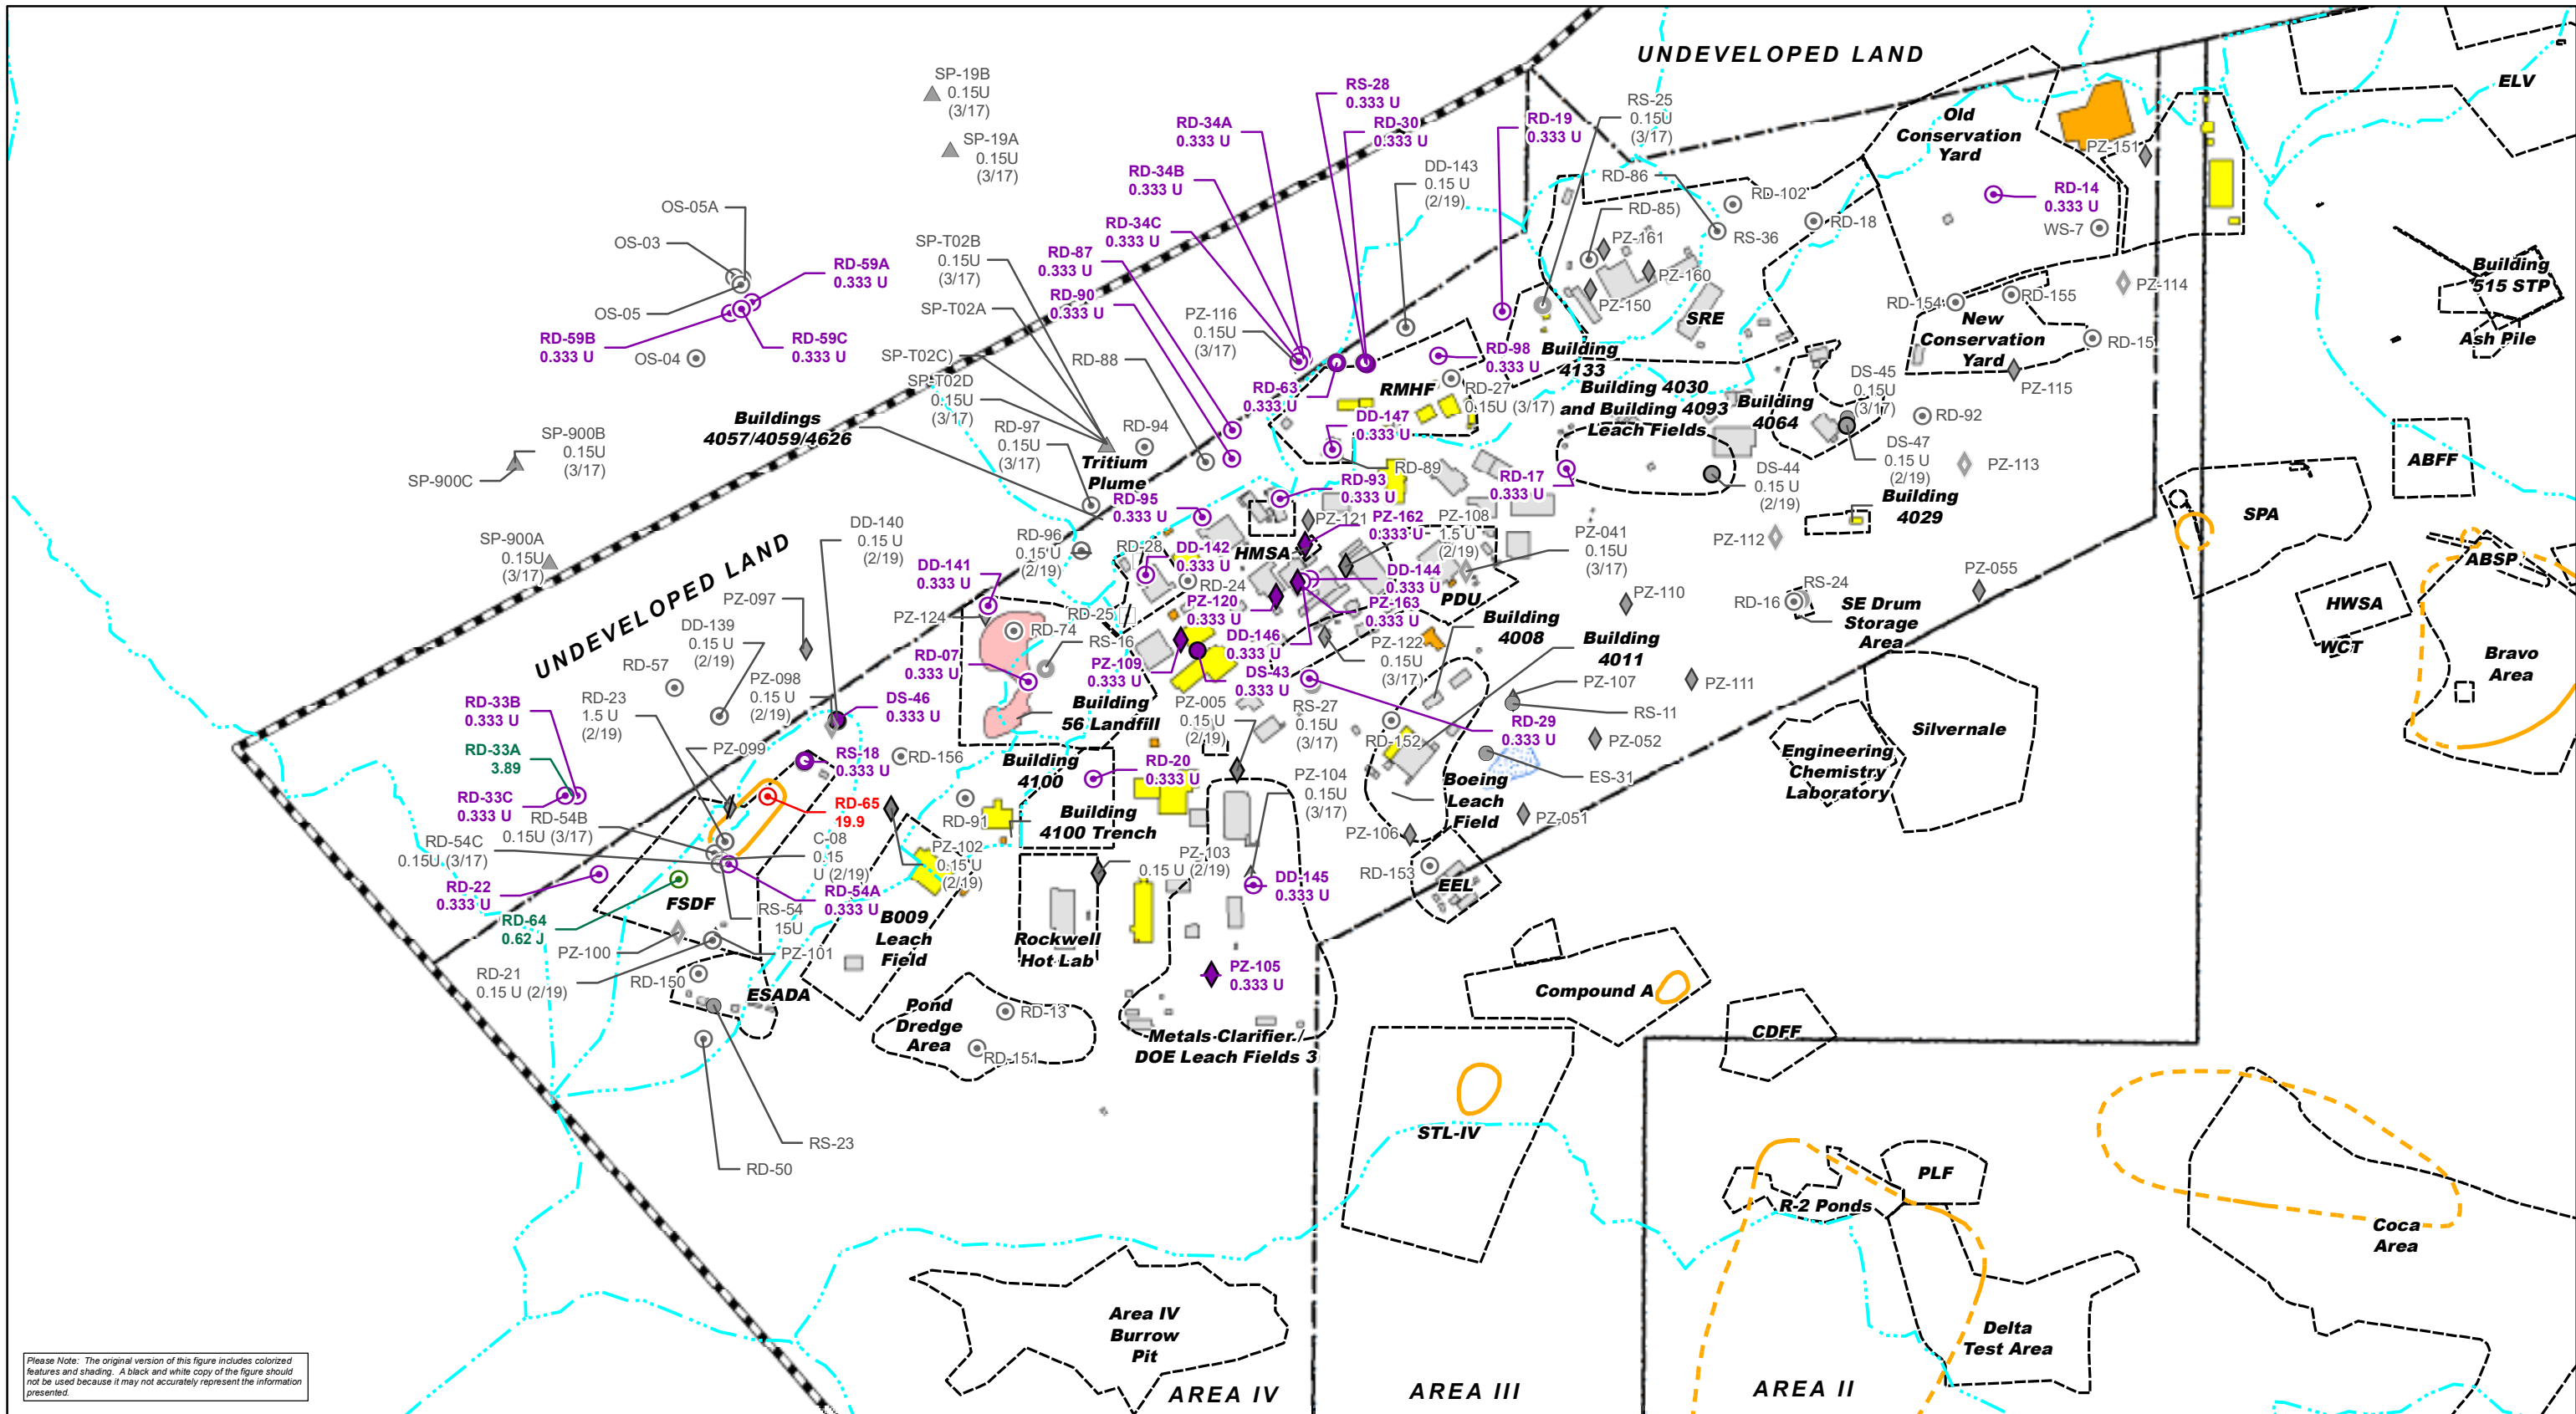 UNDEVELOPED LAND
ELV
SP-19B
0.15U
(3/17)
SP-19A
0.15U
(3/17)
RS-28
0.333 U
RD-34A
0.333 U
RD-30
0.333 U
RD-19
0.333 U
RS-25
0.15U
(3/17)
Old
Conservation
Yard
PZ-151
RD-34B
0.333 U
DD-143
0.15 U
(2/19)
RD-86
RD-102
RD-14
0.333 U
OS-05A
OS-03
RD-34C
0.333 U
RD-85)
RS-36
RD-18
WS-7
SP-T02B
0.15U
(3/17)
RD-87
0.333 U
PZ-161
PZ-160
RD-59A
0.333 U
RD-90
0.333 U
PZ-150
Building
515 STP
PZ-114
OS-05
SP-T02A
PZ-116
0.15U
(3/17)
SRE
RD-154
RD-155
New
Conservation
Yard
RD-15
Ash Pile
RD-59B
0.333 U
RD-59C
0.333 U
OS-04
SP-T02C)
RD-88
RD-98
0.333 U
Building
4133
SP-T02D
0.15U
(3/17)
RD-63
0.333 U
RMHF
RD-27
0.15U (3/17)
Building 4030
and Building 4093
Leach Fields
Building
4064
DS-45
0.15U
(3/17)
PZ-115
RD-92
Buildings
4057/4059/4626
RD-97
0.15U
(3/17)
RD-94
DD-147
0.333 U
SP-900B
0.15U
(3/17)
SP-900C
Tritium
Plume
RD-89
RD-17
0.333 U
DS-44
0.15 U
(2/19)
DS-47
0.15 U
(2/19)
PZ-113
ABFF
RD-95
0.333 U
RD-93
0.333 U
Building
4029
SPA
DD-140
0.15 U
(2/19)
RD-96
0.15'U
(2/19)
PZ-121
PZ-162
0.333 U
PZ-108
1.5 U
(2/19)
PZ-041
0.15U
(3/17)
PZ-112
SP-900A
0.15U
(3/17)
RD-28
DD-142
0.333 U
HMSA
ABSP
DD-141
0.333 U
RD-24
DD-144
0.333 U
PDU
PZ-110
RS-24
RD-16
PZ-055
HWSA
PZ-097
PZ-124
RD-25
PZ-120
0.333 U
PZ-163
0.333 U
SE Drum
Storage
Area
DD-139
0.15 U
(2/19)
RD-74
RS-16
DD-146
0.333 U
PZ-122
0.15U
(3/17)
Building
4008
Building
4011
WCT
Bravo
Area
UNDEVELOPED LAND
RD-57
PZ-098
0.15 U
(2/19)
RD-07
0.333 U
PZ-109
0.333 U
DS-43
0.333 U
PZ-107
PZ-111
RD-33B
0.333 U
RD-23
1.5 U
(2/19)
DS-46
0.333 U
Building
56 Landfill
PZ-005
0.15 U
(2/19)
RS-27
0.15U
(3/17)
RS-11
RD-29
0.333 U
Silvernale
RD-33A
3.89
PZ-099
RS-18
0.333 U
RD-156
Building
4100
RD-20
0.333 U
RD-152
PZ-052
Engineering
Chemistry
Laboratory
RD-33C
0.333 U
PZ-104
0.15U
(3/17)
Boeing
Leach
Field
ES-31
RD-65
19.9
RD-54B
0.15U (3/17)
RD-91
Building
4100 Trench
PZ-106
PZ-051
RD-54C
0.15U (3/17)
C-08
0.15
U (2/19)
PZ-102
0.15 U
(2/19)
PZ-103
0.15 U (2/19)
RD-153
EEL
RD-22
0.333 U
RD-54A
0.333 U
DD-145
0.333 U
RD-64
0.62 J
FSDF
RS-54
15U
B009
Leach
Field
Rockwell
Hot Lab
PZ-100
PZ-101
RD-21
0.15 U (2/19)
RD-150
ESADA
PZ-105
0.333 U
Compound A
Pond
Dredge
Area
RD-13
CDFF
RD-151
Metals Clarifier /
DOE Leach Fields 3
STL-IV
RS-23
RD-50
PLF
R-2 Ponds
Coca
Area
Area IV
Burrow
Pit
Delta
Test Area
Please Note: The original version of this figure includes colorized
features and shading. A black and white copy of the figure should
not be used because it may not accurately represent the information
presented.
AREA IV
AREA III
AREA II